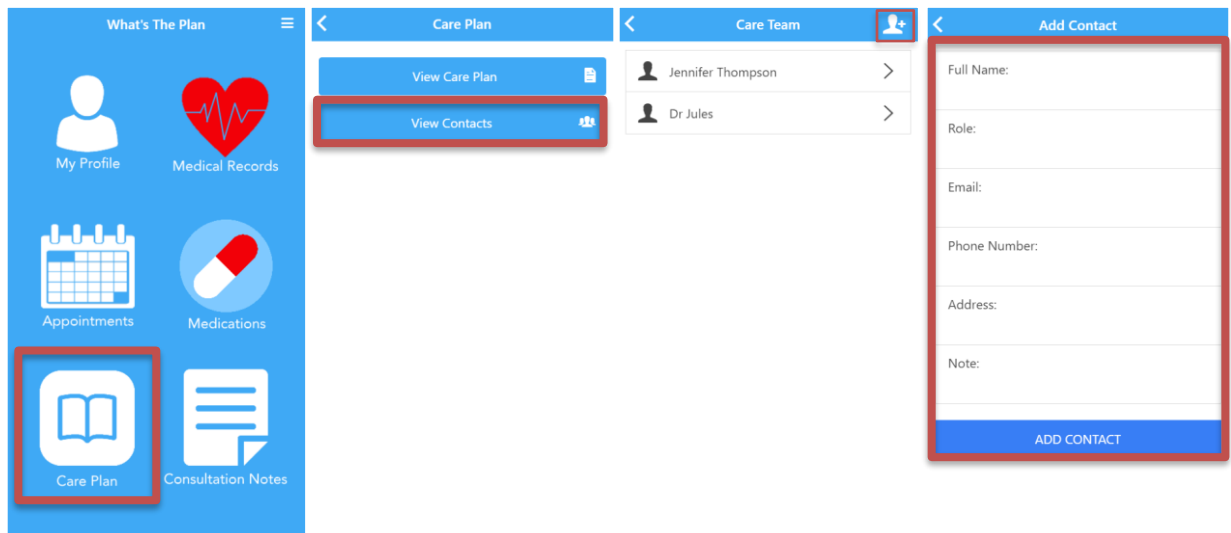 What's The Plan
My Profile
Medical Records
Appointments
Medications
Care Plan
Consultation Notes
Care Plan
View Care Plan
View Contacts
Care Team
Jennifer Thompson
Dr Jules
Add Contact
Full Name:
Role:
Email:
Phone Number:
Address:
Note:
ADD CONTACT